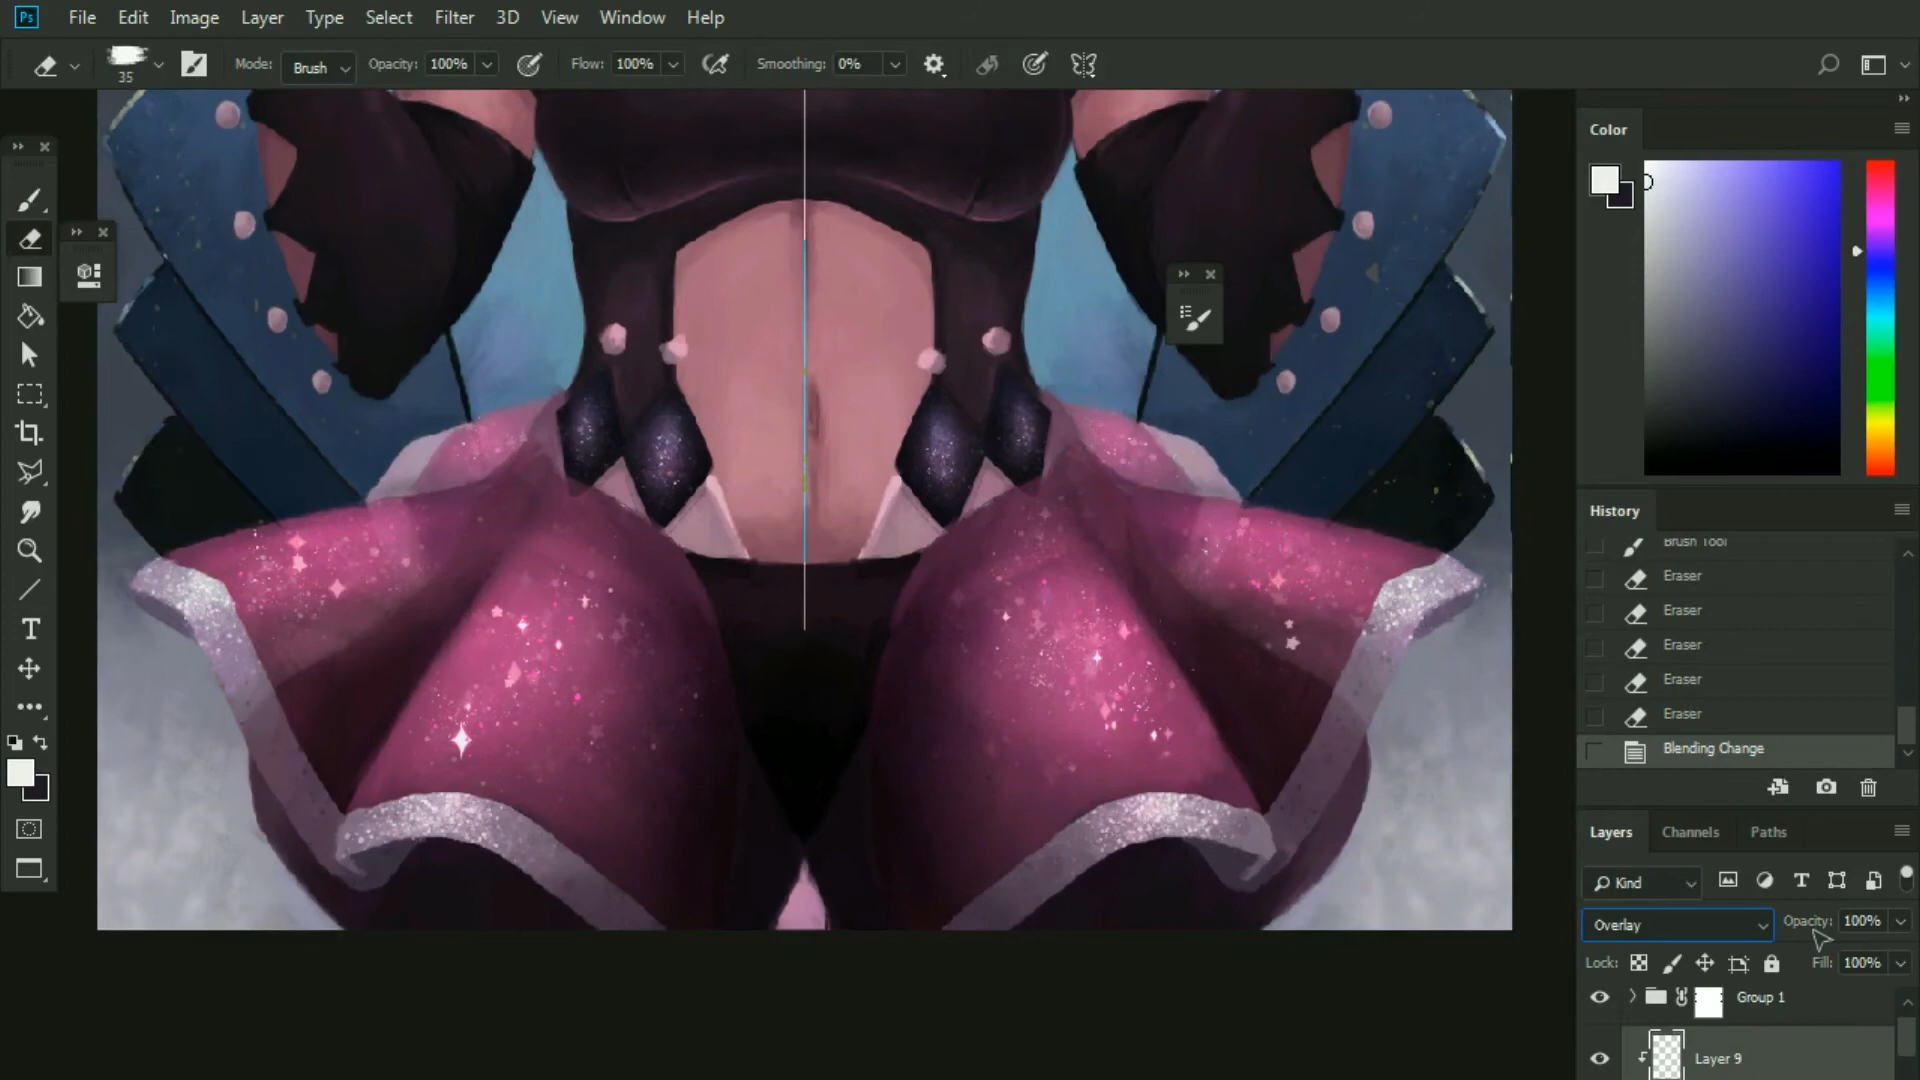 Ps File Edit Image Layer Type Select Filter 3D View Window Help
35 Mode: Brush Opacity: 100% Flow: 100% Smoothing: 0%
Color
History
Brush Tool
Eraser
Eraser
Eraser
Eraser
Eraser
Blending Change
Layers Channels Paths
Kind
Overlay Opacity: 100%
Lock: Fill: 100%
Group 1
Layer 9